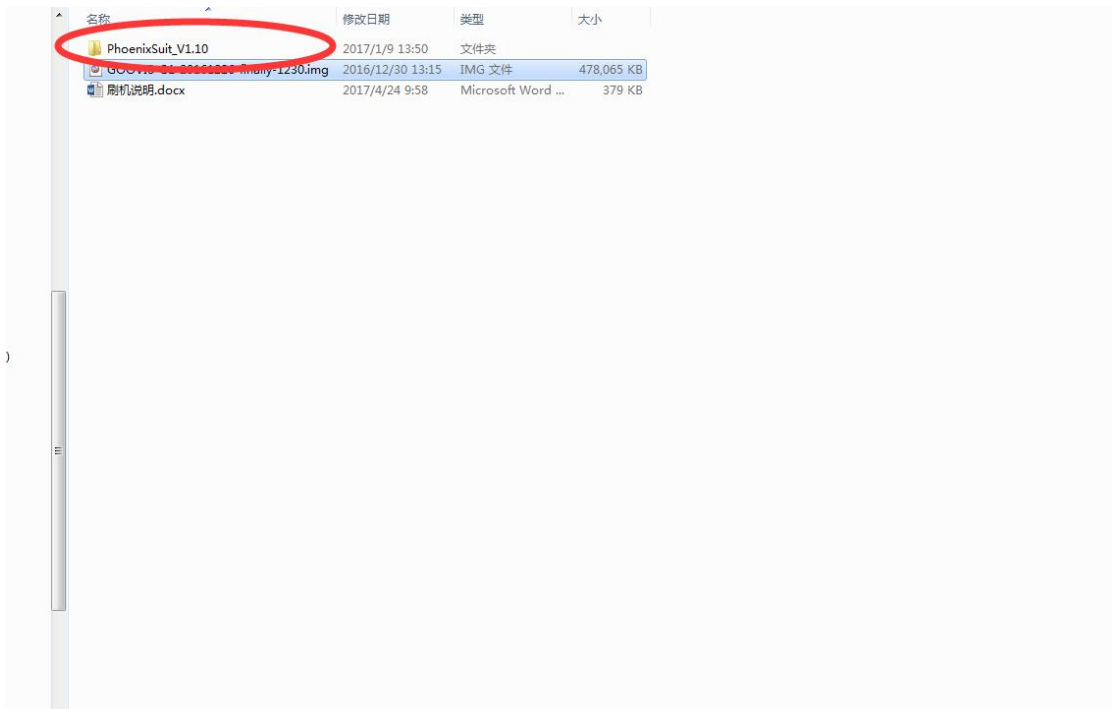 名称 修改日期 类型 大小
PhoenixSuit_V1.10 2017/1/9 13:50 文件夹
finally-1230.img 2016/12/30 13:15 IMG 文件 478,065 KB
刷机说明.docx 2017/4/24 9:58 Microsoft Word ... 379 KB
)